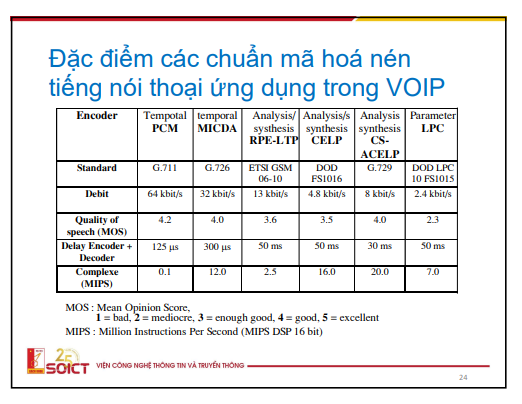 Đặc điểm các chuẩn mã hoá nén
tiếng nói thoại ứng dụng trong VOIP
Encoder Tempotal PCM temporal MICDA Analysis/ systhesis RPE-LTP Analysis/s synthesis CELP Analysis synthesis CS-ACELP Parameter LPC
Standard G.711 G.726 ETSI GSM 06-10 DOD FS1016 G.729 DOD LPC 10 FS1015
Debit 64 kbit/s 32 kbit/s 13 kbit/s 4.8 kbit/s 8 kbit/s 2.4 kbit/s
Quality of speech (MOS) 4.2 4.0 3.6 3.5 4.0 2.3
Delay Encoder + Decoder 125 µs 300 µs 50 ms 50 ms 30 ms 50 ms
Complexe (MIPS) 0.1 12.0 2.5 16.0 20.0 7.0
MOS : Mean Opinion Score,
1 = bad, 2 = mediocre, 3 = enough good, 4 = good, 5 = excellent
MIPS : Million Instructions Per Second (MIPS DSP 16 bit)
25 SOICT VIỆN CÔNG NGHỆ THÔNG TIN VÀ TRUYỀN THÔNG
24